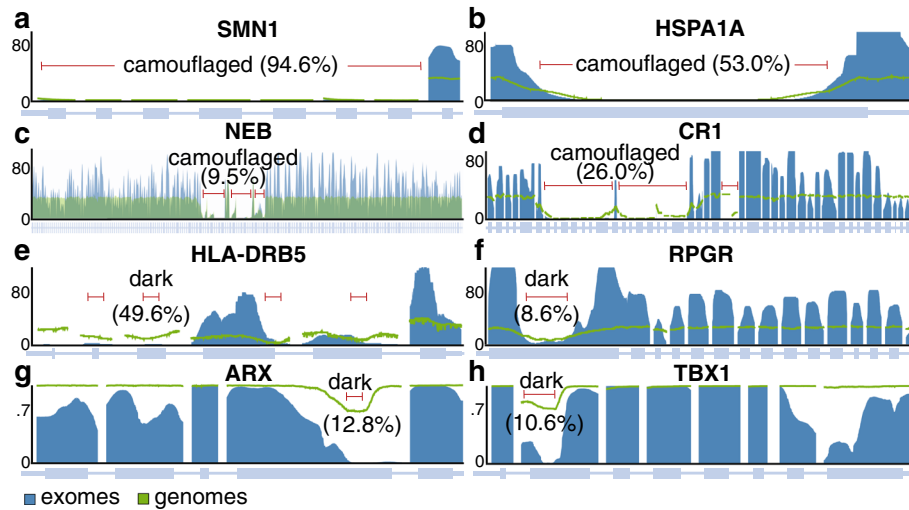 a
SMN1
80
0
camouflaged (94.6%)
b
HSPA1A
80
0
camouflaged (53.0%)
c
NEB
80
0
camouflaged
(9.5%)
d
CR1
80
0
camouflaged
(26.0%)
e
HLA-DRB5
80
0
dark
(49.6%)
f
RPGR
80
0
dark
(8.6%)
g
ARX
.7
0
dark
(12.8%)
h
TBX1
.7
0
dark
(10.6%)
exomes genomes